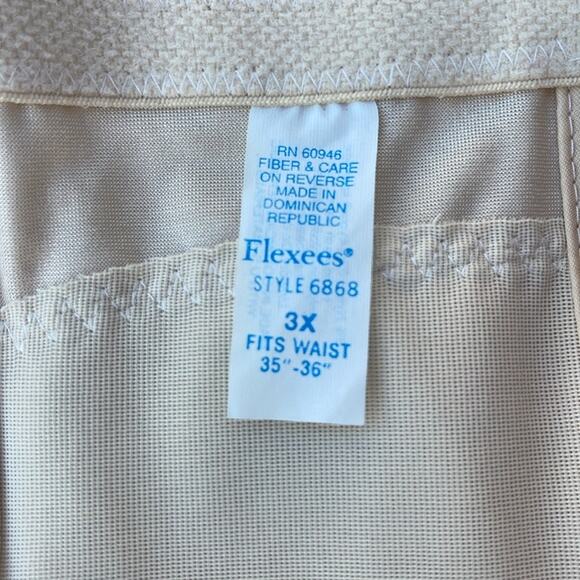 RN 60946
FIBER & CARE
ON REVERSE
MADE IN
DOMINICAN
REPUBLIC
Flexees®
STYLE 6868
3X
FITS WAIST
35"-36"